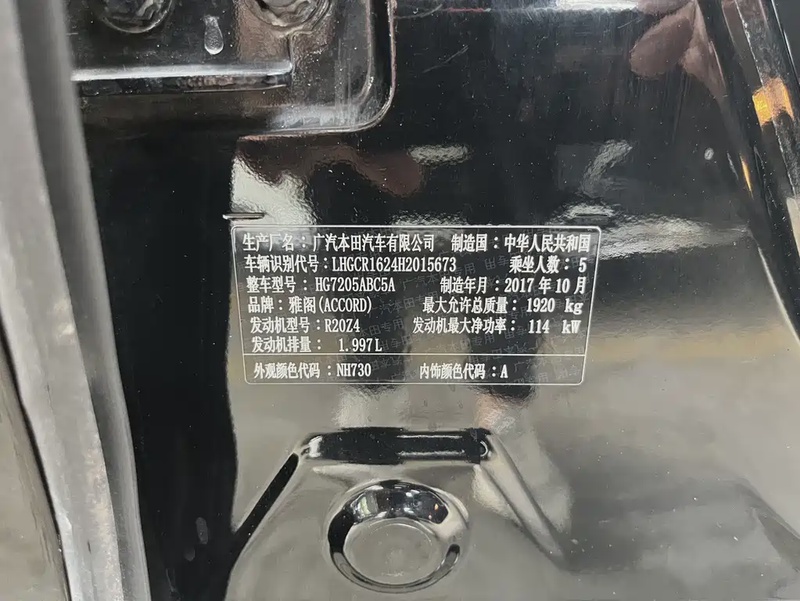 生产厂名：广汽本田汽车有限公司 制造国：中华人民共和国
车辆识别代号：LHGCR1624H2015673 乘坐人数：5
整车型号：HG7205ABC5A 制造年月：2017年10月
品牌：雅阁(ACCORD) 最大允许总质量：1920 kg
发动机型号：R20Z4 发动机最大净功率：114 kW
发动机排量：1.997L
外观颜色代码：NH730 内饰颜色代码：A